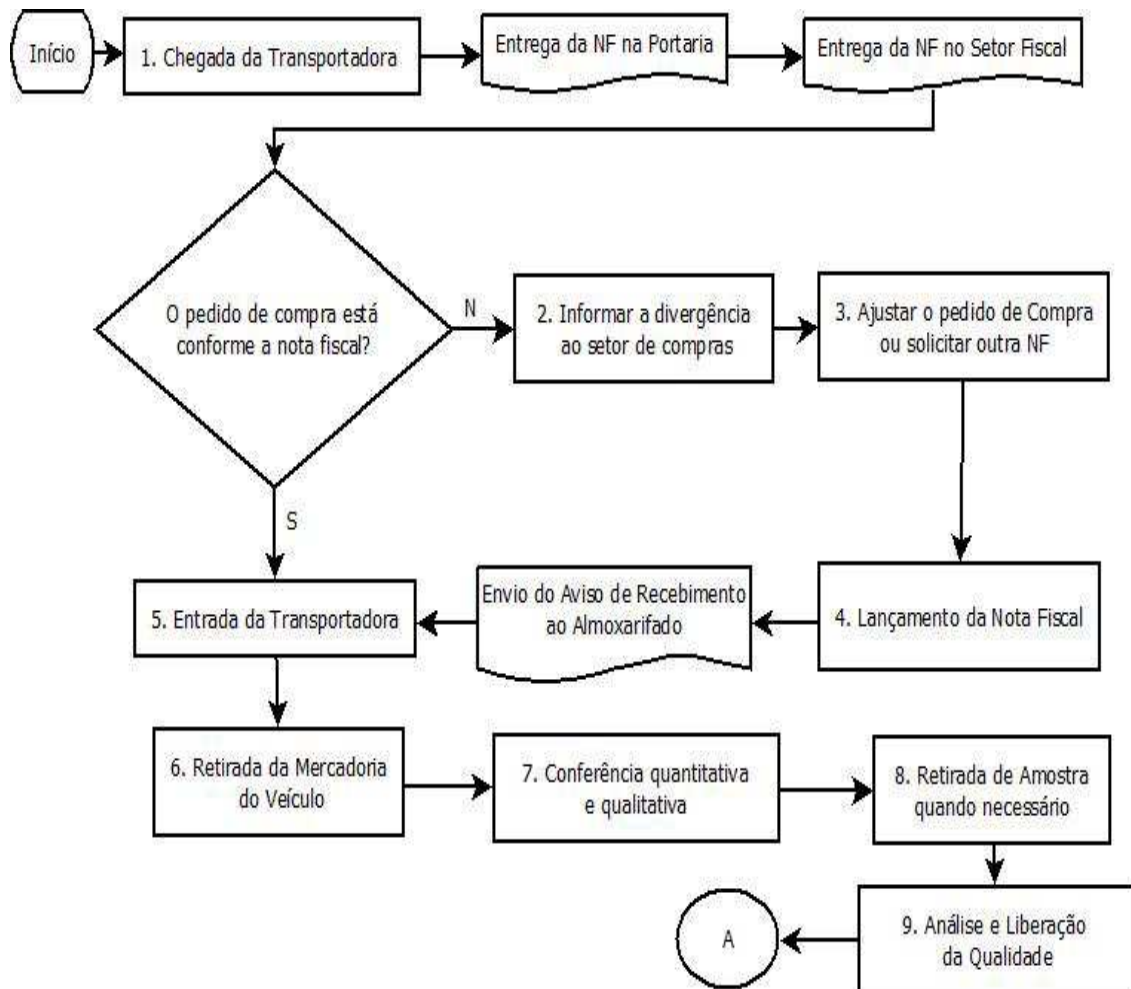 Início
1. Chegada da Transportadora
Entrega da NF na Portaria
Entrega da NF no Setor Fiscal
O pedido de compra está
conforme a nota fiscal?
N
2. Informar a divergência
ao setor de compras
3. Ajustar o pedido de Compra
ou solicitar outra NF
S
5. Entrada da Transportadora
Envio do Aviso de Recebimento
ao Almoxarifado
4. Lançamento da Nota Fiscal
6. Retirada da Mercadoria
do Veículo
7. Conferência quantitativa
e qualitativa
8. Retirada de Amostra
quando necessário
A
9. Análise e Liberação
da Qualidade